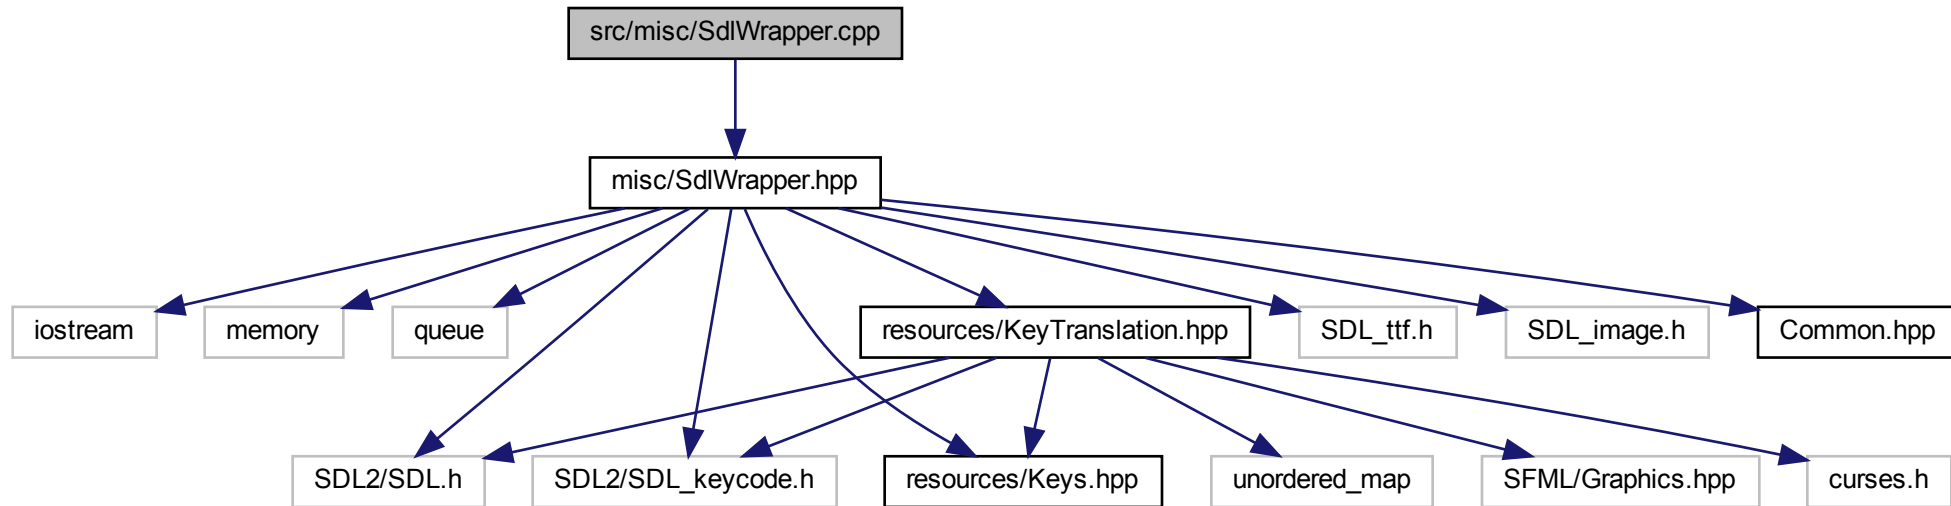 src/misc/SdlWrapper.cpp
misc/SdlWrapper.hpp
iostream
memory
queue
resources/KeyTranslation.hpp
SDL_ttf.h
SDL_image.h
Common.hpp
SDL2/SDL.h
SDL2/SDL_keycode.h
resources/Keys.hpp
unordered_map
SFML/Graphics.hpp
curses.h